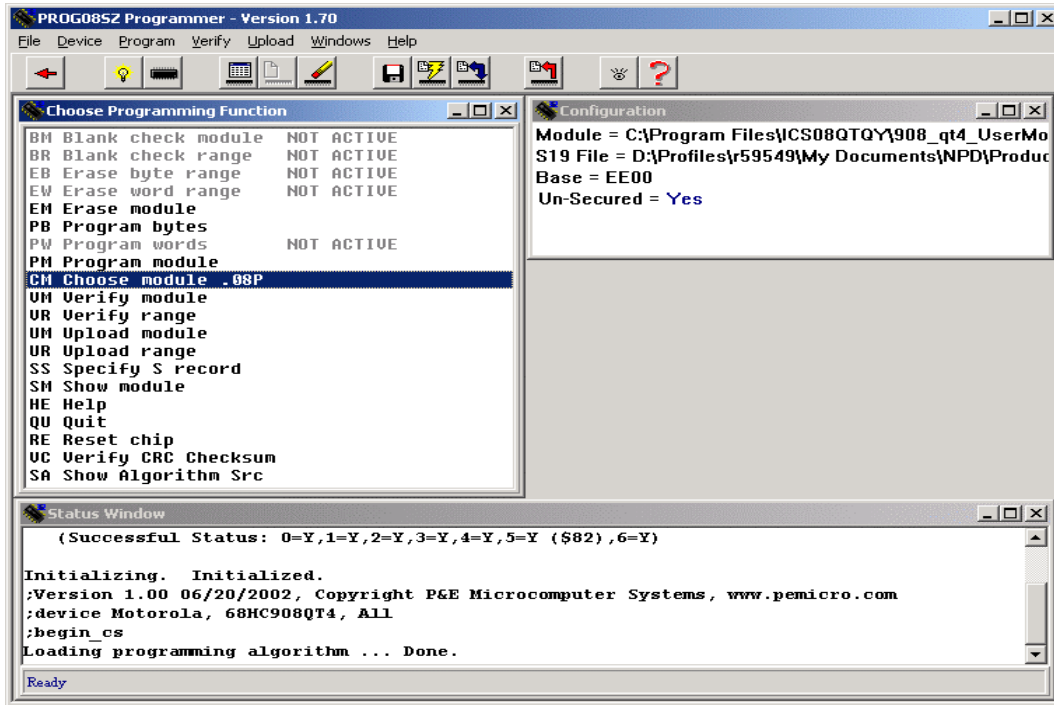 PROG08SZ Programmer - Version 1.70
File Device Program Verify Upload Windows Help
Choose Programming Function
BM Blank check module NOT ACTIVE
BR Blank check range NOT ACTIVE
EB Erase byte range NOT ACTIVE
EW Erase word range NOT ACTIVE
EM Erase module
PB Program bytes
PW Program words NOT ACTIVE
PM Program module
CM Choose module .08P
VM Verify module
VR Verify range
UM Upload module
UR Upload range
SS Specify S record
SM Show module
HE Help
QU Quit
RE Reset chip
VC Verify CRC Checksum
SA Show Algorithm Src
Configuration
Module = C:\Program Files\ICS08QTQY\908_qt4_UserMo
S19 File = D:\Profiles\r59549\My Documents\NPD\Produc
Base = EE00
Un-Secured = Yes
Status Window
(Successful Status: 0=Y,1=Y,2=Y,3=Y,4=Y,5=Y ($82),6=Y)
Initializing. Initialized.
;Version 1.00 06/20/2002, Copyright P&E Microcomputer Systems, www.pemicro.com
;device Motorola, 68HC908QT4, All
;begin_cs
Loading programming algorithm ... Done.
Ready